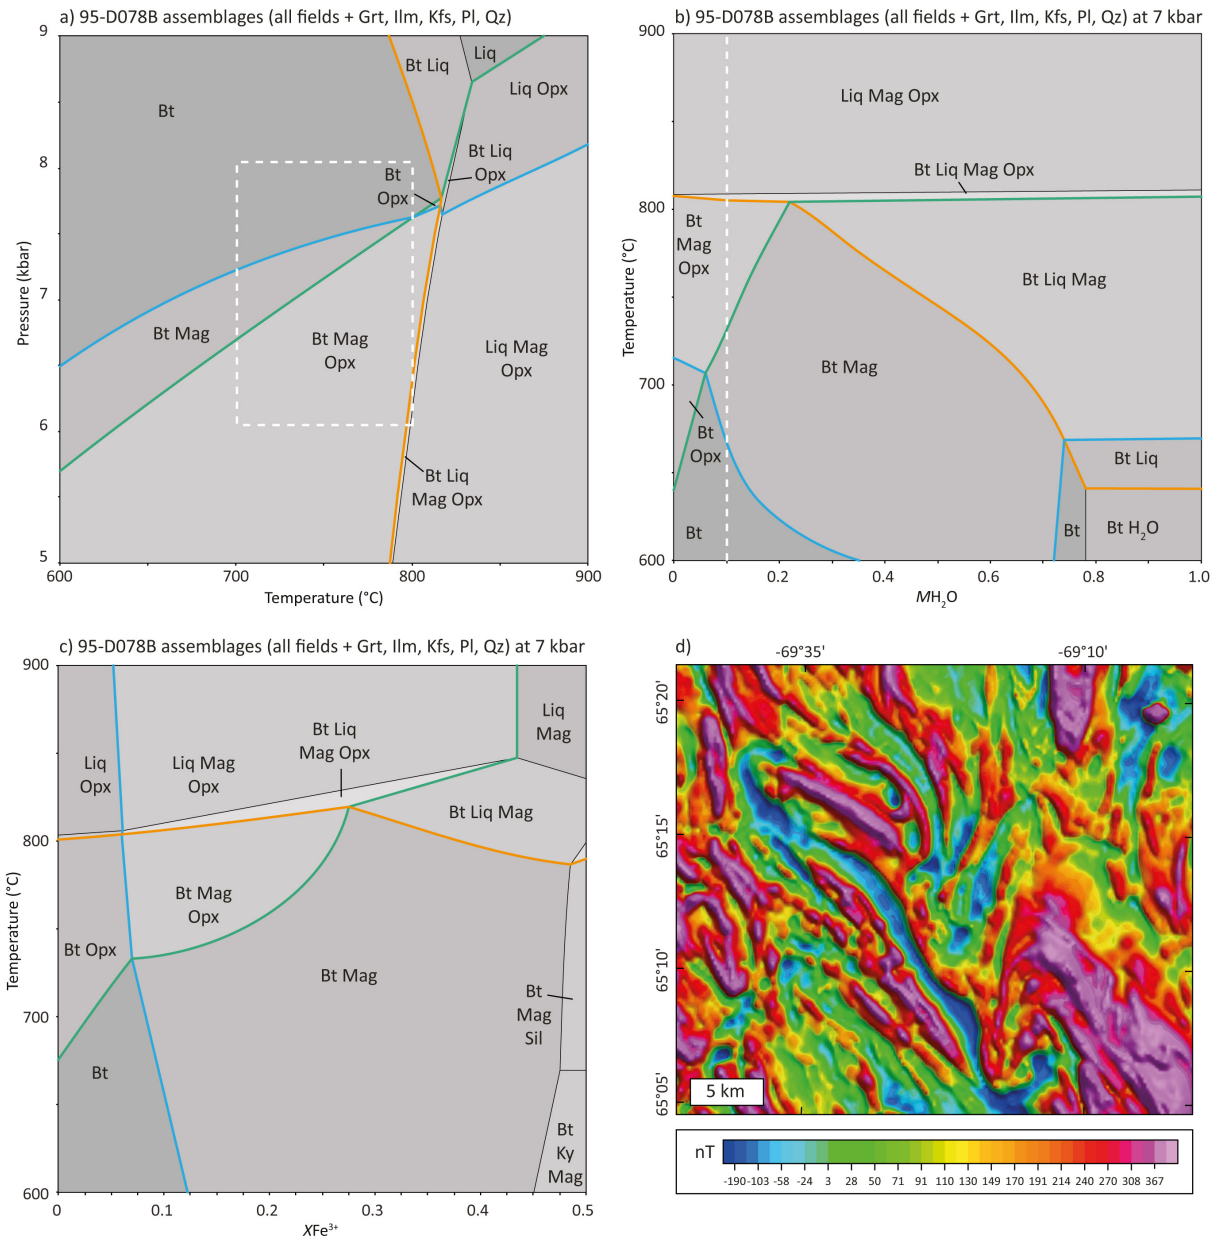 a) 95-D078B assemblages (all fields + Grt, Ilm, Kfs, Pl, Qz)
9
8
7
6
5
Pressure (kbar)
600
700
800
900
Temperature (°C)
Bt
Bt Liq
Liq
Liq Opx
Bt Liq
Opx
Bt
Opx
Bt Mag
Bt Mag
Opx
Liq Mag
Opx
Bt Liq
Mag Opx
b) 95-D078B assemblages (all fields + Grt, Ilm, Kfs, Pl, Qz) at 7 kbar
900
800
700
600
Temperature (°C)
0
0.2
0.4
0.6
0.8
1.0
MH₂O
Liq Mag Opx
Bt Liq Mag Opx
Bt
Mag
Opx
Bt Liq Mag
Bt Mag
Bt
Opx
Bt Liq
Bt
Bt
Bt H₂O
c) 95-D078B assemblages (all fields + Grt, Ilm, Kfs, Pl, Qz) at 7 kbar
900
800
700
600
Temperature (°C)
0
0.1
0.2
0.3
0.4
0.5
XFe³⁺
Liq
Opx
Liq Mag
Opx
Bt Liq
Mag Opx
Liq
Mag
Bt Liq Mag
Bt Mag
Opx
Bt Opx
Bt Mag
Bt
Mag
Sil
Bt
Bt
Ky
Mag
d)
-69°35'
-69°10'
65°20'
65°15'
65°10'
65°05'
5 km
nT
-190 -103 -58 -24 3 28 50 71 91 110 130 149 170 191 214 240 270 308 367